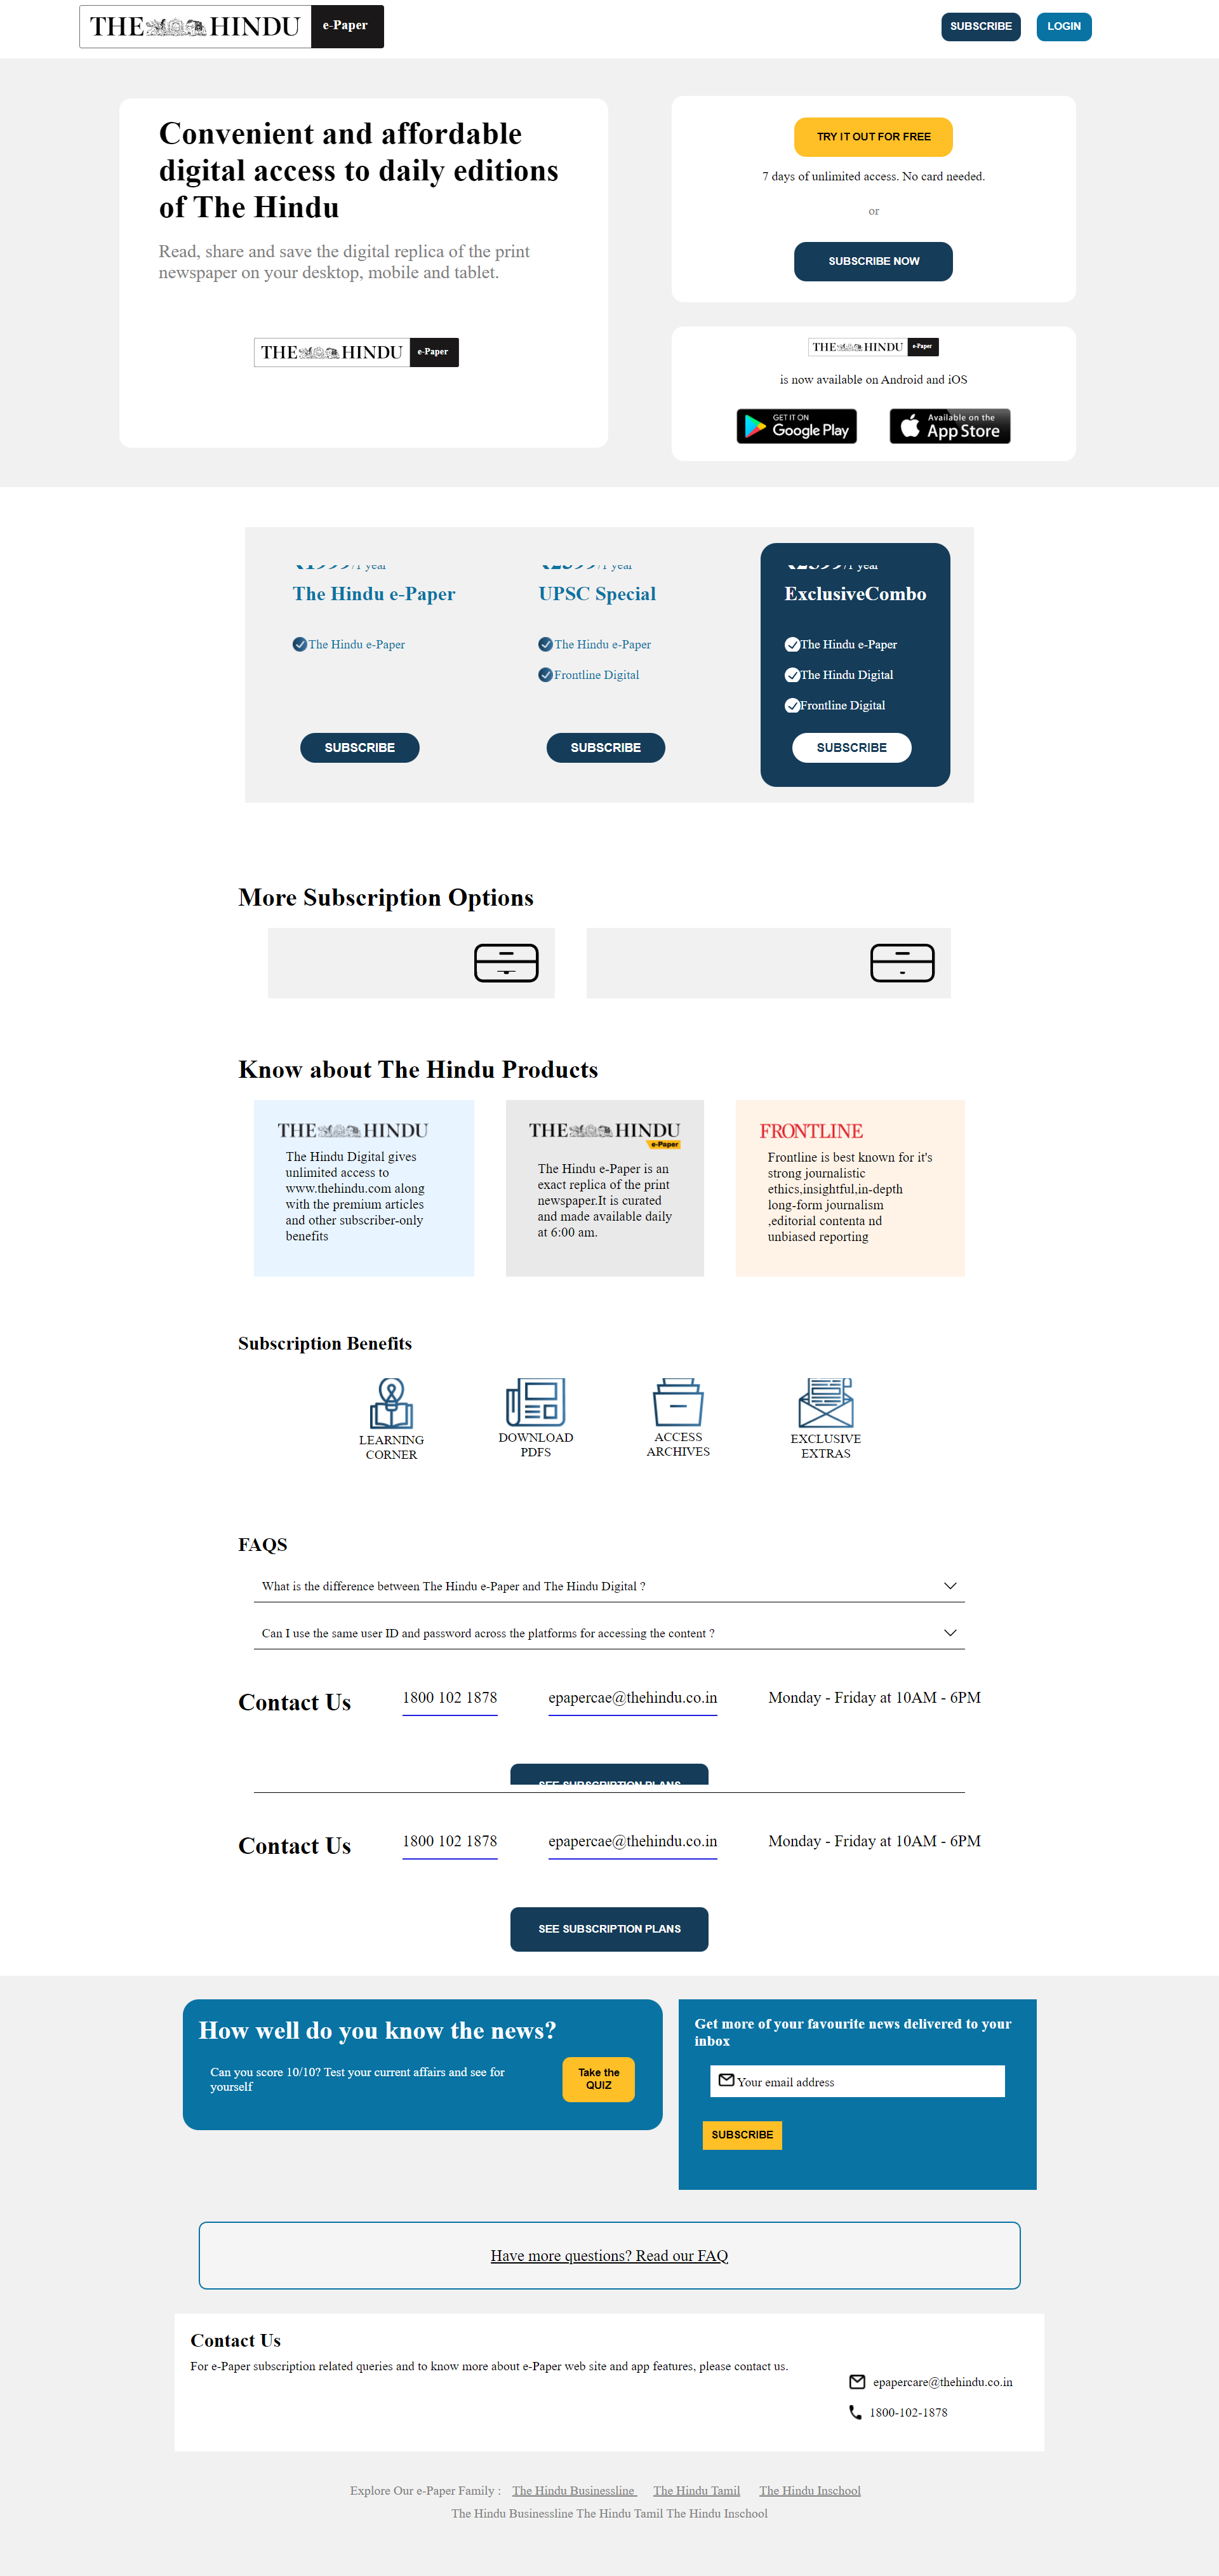 THE HINDU e-Paper
SUBSCRIBE
LOGIN
Convenient and affordable
digital access to daily editions
of The Hindu
Read, share and save the digital replica of the print
newspaper on your desktop, mobile and tablet.
THE HINDU e-Paper
TRY IT OUT FOR FREE
7 days of unlimited access. No card needed.
or
SUBSCRIBE NOW
THE HINDU e-Paper
is now available on Android and iOS
GET IT ON
Google Play
Available on the
App Store
/1 year
The Hindu e-Paper
The Hindu e-Paper
SUBSCRIBE
/1 year
UPSC Special
The Hindu e-Paper
Frontline Digital
SUBSCRIBE
/1 year
ExclusiveCombo
The Hindu e-Paper
The Hindu Digital
Frontline Digital
SUBSCRIBE
More Subscription Options
Know about The Hindu Products
THE HINDU
The Hindu Digital gives
unlimited access to
www.thehindu.com along
with the premium articles
and other subscriber-only
benefits
THE HINDU
e-Paper
The Hindu e-Paper is an
exact replica of the print
newspaper.It is curated
and made available daily
at 6:00 am.
FRONTLINE
Frontline is best known for it's
strong journalistic
ethics,insightful,in-depth
long-form journalism
,editorial contenta nd
unbiased reporting
Subscription Benefits
LEARNING
CORNER
DOWNLOAD
PDFS
ACCESS
ARCHIVES
EXCLUSIVE
EXTRAS
FAQS
What is the difference between The Hindu e-Paper and The Hindu Digital ?
Can I use the same user ID and password across the platforms for accessing the content ?
Contact Us 1800 102 1878 epapercae@thehindu.co.in Monday - Friday at 10AM - 6PM
SEE SUBSCRIPTION PLANS
Contact Us 1800 102 1878 epapercae@thehindu.co.in Monday - Friday at 10AM - 6PM
SEE SUBSCRIPTION PLANS
How well do you know the news?
Can you score 10/10? Test your current affairs and see for
yourself
Take the
QUIZ
Get more of your favourite news delivered to your
inbox
Your email address
SUBSCRIBE
Have more questions? Read our FAQ
Contact Us
For e-Paper subscription related queries and to know more about e-Paper web site and app features, please contact us.
epapercare@thehindu.co.in
1800-102-1878
Explore Our e-Paper Family : The Hindu Businessline The Hindu Tamil The Hindu Inschool
The Hindu Businessline The Hindu Tamil The Hindu Inschool